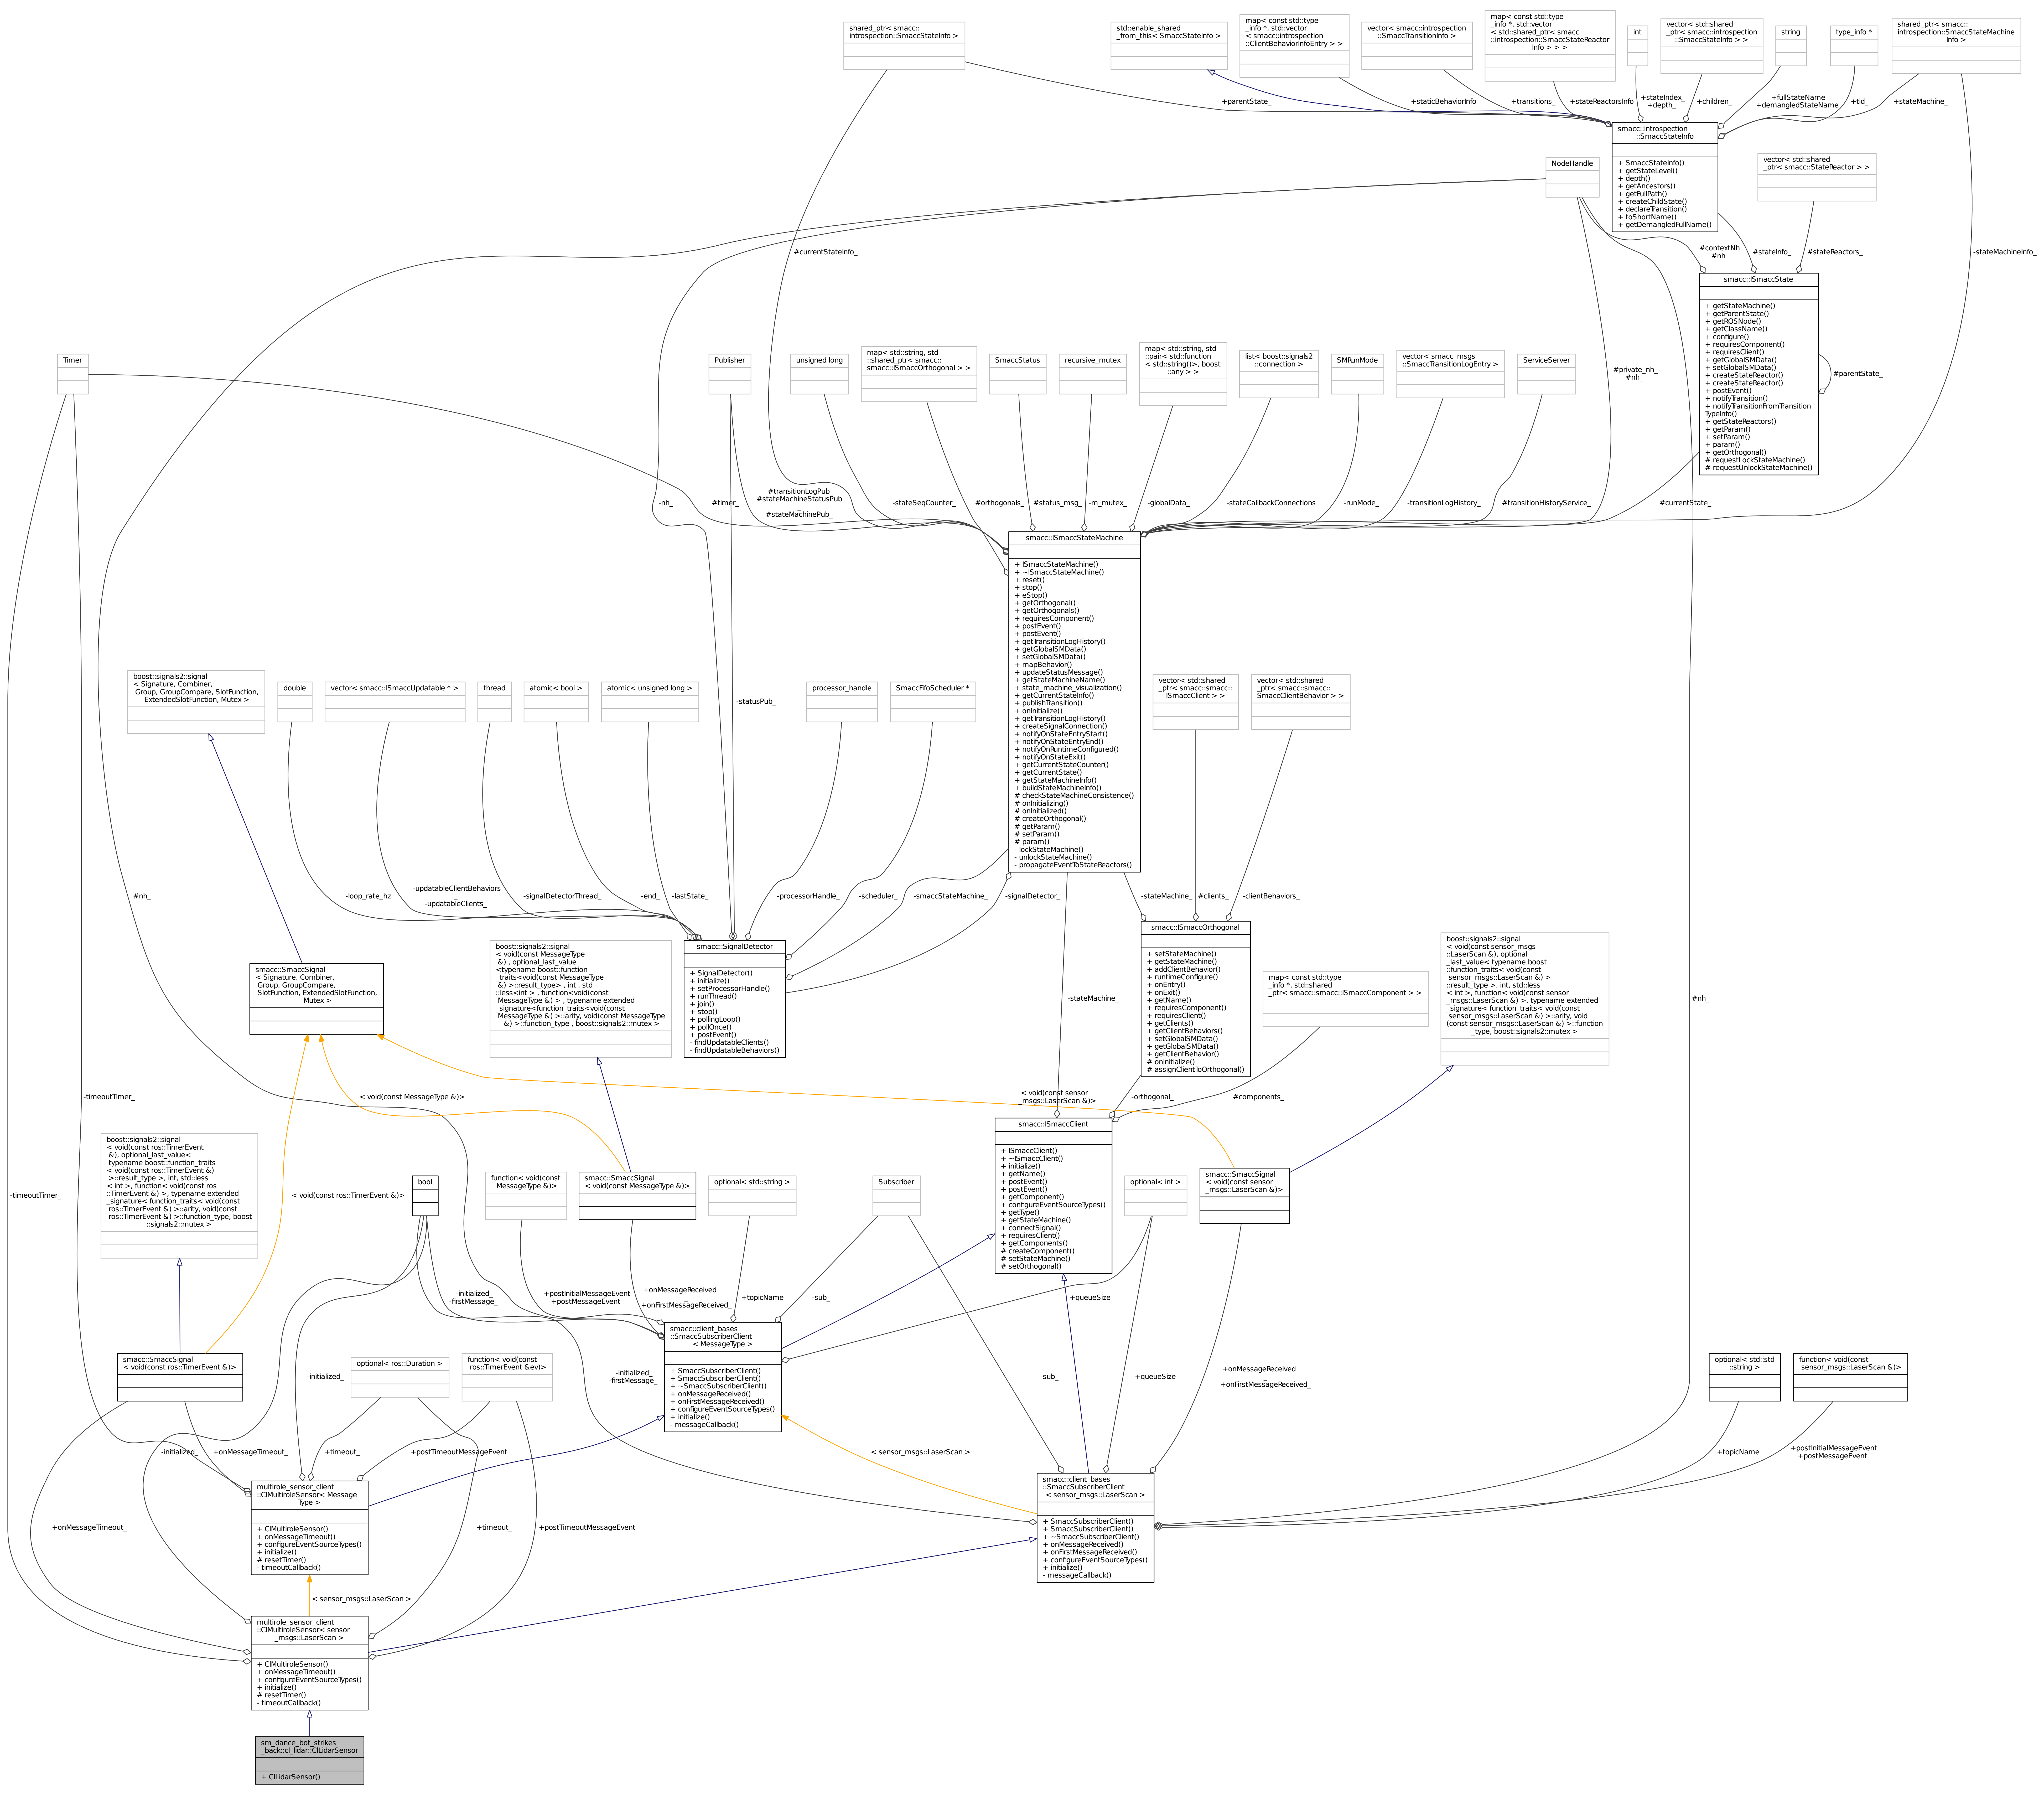 shared_ptr< smacc::
introspection::SmaccStateInfo >
std::enable_shared
_from_this< SmaccStateInfo >
map< const std::type
_info *, std::vector
< smacc::introspection
::ClientBehaviorInfoEntry > >
vector< smacc::introspection
::SmaccTransitionInfo >
map< const std::type
_info *, std::vector
< std::shared_ptr< smacc
::introspection::SmaccStateReactor
Info > > >
int
vector< std::shared
_ptr< smacc::introspection
::SmaccStateInfo > >
string
type_info *
shared_ptr< smacc::
introspection::SmaccStateMachine
Info >
+parentState_
+staticBehaviorInfo
+transitions_
+stateReactorsInfo
+stateIndex_
+depth_
+children_
+fullStateName
+demangledStateName
+tid_
+stateMachine_
smacc::introspection
::SmaccStateInfo
+ SmaccStateInfo()
+ getStateLevel()
+ depth()
+ getAncestors()
+ getFullPath()
+ createChildState()
+ declareTransition()
+ toShortName()
+ getDemangledFullName()
NodeHandle
vector< std::shared
_ptr< smacc::StateReactor > >
#currentStateInfo_
#contextNh
#nh
#stateInfo_
#stateReactors_
-stateMachineInfo_
smacc::ISmaccState
+ getStateMachine()
+ getParentState()
+ getROSNode()
+ getClassName()
+ configure()
+ requiresComponent()
+ requiresClient()
+ getGlobalSMData()
+ setGlobalSMData()
+ createStateReactor()
+ createStateReactor()
+ postEvent()
+ notifyTransition()
+ notifyTransitionFromTransition
TypeInfo()
+ getStateReactors()
+ getParam()
+ setParam()
+ param()
+ getOrthogonal()
# requestLockStateMachine()
# requestUnlockStateMachine()
#parentState_
Timer
Publisher
unsigned long
map< std::string, std
::shared_ptr< smacc::
smacc::ISmaccOrthogonal > >
SmaccStatus
recursive_mutex
map< std::string, std
::pair< std::function
< std::string()>, boost
::any > >
list< boost::signals2
::connection >
SMRunMode
vector< smacc_msgs
::SmaccTransitionLogEntry >
ServiceServer
#private_nh_
#nh_
-nh_
#timer_
#transitionLogPub_
#stateMachineStatusPub
_
#stateMachinePub_
-stateSeqCounter_
#orthogonals_
#status_msg_
-m_mutex_
-globalData_
-stateCallbackConnections
-runMode_
-transitionLogHistory_
#transitionHistoryService_
#currentState_
smacc::ISmaccStateMachine
+ ISmaccStateMachine()
+ ~ISmaccStateMachine()
+ reset()
+ stop()
+ eStop()
+ getOrthogonal()
+ getOrthogonals()
+ requiresComponent()
+ postEvent()
+ postEvent()
+ getTransitionLogHistory()
+ getGlobalSMData()
+ setGlobalSMData()
+ mapBehavior()
+ updateStatusMessage()
+ getStateMachineName()
+ state_machine_visualization()
+ getCurrentStateInfo()
+ publishTransition()
+ onInitialize()
+ getTransitionLogHistory()
+ createSignalConnection()
+ notifyOnStateEntryStart()
+ notifyOnStateEntryEnd()
+ notifyOnRuntimeConfigured()
+ notifyOnStateExit()
+ getCurrentStateCounter()
+ getCurrentState()
+ getStateMachineInfo()
+ buildStateMachineInfo()
# checkStateMachineConsistence()
# onInitializing()
# onInitialized()
# createOrthogonal()
# getParam()
# setParam()
# param()
- lockStateMachine()
- unlockStateMachine()
- propagateEventToStateReactors()
boost::signals2::signal
< Signature, Combiner,
Group, GroupCompare, SlotFunction,
ExtendedSlotFunction, Mutex >
double
vector< smacc::ISmaccUpdatable * >
thread
atomic< bool >
atomic< unsigned long >
processor_handle
SmaccFifoScheduler *
vector< std::shared
_ptr< smacc::smacc::
ISmaccClient > >
vector< std::shared
_ptr< smacc::smacc::
SmaccClientBehavior > >
-statusPub_
#nh_
-loop_rate_hz
-updatableClientBehaviors
_
-updatableClients_
-signalDetectorThread_
-end_
-lastState_
-processorHandle_
-scheduler_
-smaccStateMachine_
-signalDetector_
-stateMachine_
#clients_
-clientBehaviors_
smacc::SignalDetector
+ SignalDetector()
+ initialize()
+ setProcessorHandle()
+ runThread()
+ join()
+ stop()
+ pollingLoop()
+ pollOnce()
+ postEvent()
- findUpdatableClients()
- findUpdatableBehaviors()
smacc::ISmaccOrthogonal
+ setStateMachine()
+ getStateMachine()
+ addClientBehavior()
+ runtimeConfigure()
+ onEntry()
+ onExit()
+ getName()
+ requiresComponent()
+ requiresClient()
+ getClients()
+ getClientBehaviors()
+ setGlobalSMData()
+ getGlobalSMData()
+ getClientBehavior()
# onInitialize()
# assignClientToOrthogonal()
smacc::SmaccSignal
< Signature, Combiner,
Group, GroupCompare,
SlotFunction, ExtendedSlotFunction,
Mutex >
boost::signals2::signal
< void(const MessageType
&) , optional_last_value
<typename boost::function
_traits<void(const MessageType
&) >::result_type> , int , std
::less<int > , function<void(const
MessageType &) > , typename extended
_signature<function_traits<void(const
MessageType &) >::arity, void(const MessageType
&) >::function_type , boost::signals2::mutex >
map< const std::type
_info *, std::shared
_ptr< smacc::smacc::ISmaccComponent > >
boost::signals2::signal
< void(const sensor_msgs
::LaserScan &), optional
_last_value< typename boost
::function_traits< void(const
sensor_msgs::LaserScan &) >
::result_type >, int, std::less
< int >, function< void(const sensor
_msgs::LaserScan &) >, typename extended
_signature< function_traits< void(const
sensor_msgs::LaserScan &) >::arity, void
(const sensor_msgs::LaserScan &) >::function
_type, boost::signals2::mutex >
-stateMachine_
#nh_
-timeoutTimer_
< void(const MessageType &)>
< void(const sensor
_msgs::LaserScan &)>
-orthogonal_
#components_
smacc::ISmaccClient
+ ISmaccClient()
+ ~ISmaccClient()
+ initialize()
+ getName()
+ postEvent()
+ postEvent()
+ getComponent()
+ configureEventSourceTypes()
+ getType()
+ getStateMachine()
+ connectSignal()
+ requiresClient()
+ getComponents()
# createComponent()
# setStateMachine()
# setOrthogonal()
boost::signals2::signal
< void(const ros::TimerEvent
&), optional_last_value<
typename boost::function_traits
< void(const ros::TimerEvent &)
>::result_type >, int, std::less
< int >, function< void(const ros
::TimerEvent &) >, typename extended
_signature< function_traits< void(const
ros::TimerEvent &) >::arity, void(const
ros::TimerEvent &) >::function_type, boost
::signals2::mutex >
-timeoutTimer_
< void(const ros::TimerEvent &)>
bool
function< void(const
MessageType &)>
smacc::SmaccSignal
< void(const MessageType &)>
optional< std::string >
Subscriber
optional< int >
smacc::SmaccSignal
< void(const sensor
_msgs::LaserScan &)>
-initialized_
-firstMessage_
+postInitialMessageEvent
+postMessageEvent
+onMessageReceived
_
+onFirstMessageReceived_
+topicName
-sub_
+queueSize
smacc::client_bases
::SmaccSubscriberClient
< MessageType >
+ SmaccSubscriberClient()
+ SmaccSubscriberClient()
+ ~SmaccSubscriberClient()
+ onMessageReceived()
+ onFirstMessageReceived()
+ configureEventSourceTypes()
+ initialize()
- messageCallback()
smacc::SmaccSignal
< void(const ros::TimerEvent &)>
-initialized_
optional< ros::Duration >
function< void(const
ros::TimerEvent &ev)>
-initialized_
-firstMessage_
-sub_
+queueSize
+onMessageReceived
_
+onFirstMessageReceived_
optional< std::std
::string >
function< void(const
sensor_msgs::LaserScan &)>
-initialized_
+onMessageTimeout_
+timeout_
+postTimeoutMessageEvent
< sensor_msgs::LaserScan >
+topicName
+postInitialMessageEvent
+postMessageEvent
multirole_sensor_client
::ClMultiroleSensor< Message
Type >
+ ClMultiroleSensor()
+ onMessageTimeout()
+ configureEventSourceTypes()
+ initialize()
# resetTimer()
- timeoutCallback()
smacc::client_bases
::SmaccSubscriberClient
< sensor_msgs::LaserScan >
+ SmaccSubscriberClient()
+ SmaccSubscriberClient()
+ ~SmaccSubscriberClient()
+ onMessageReceived()
+ onFirstMessageReceived()
+ configureEventSourceTypes()
+ initialize()
- messageCallback()
+onMessageTimeout_
+timeout_
+postTimeoutMessageEvent
< sensor_msgs::LaserScan >
multirole_sensor_client
::ClMultiroleSensor< sensor
_msgs::LaserScan >
+ ClMultiroleSensor()
+ onMessageTimeout()
+ configureEventSourceTypes()
+ initialize()
# resetTimer()
- timeoutCallback()
sm_dance_bot_strikes
_back::cl_lidar::ClLidarSensor
+ ClLidarSensor()